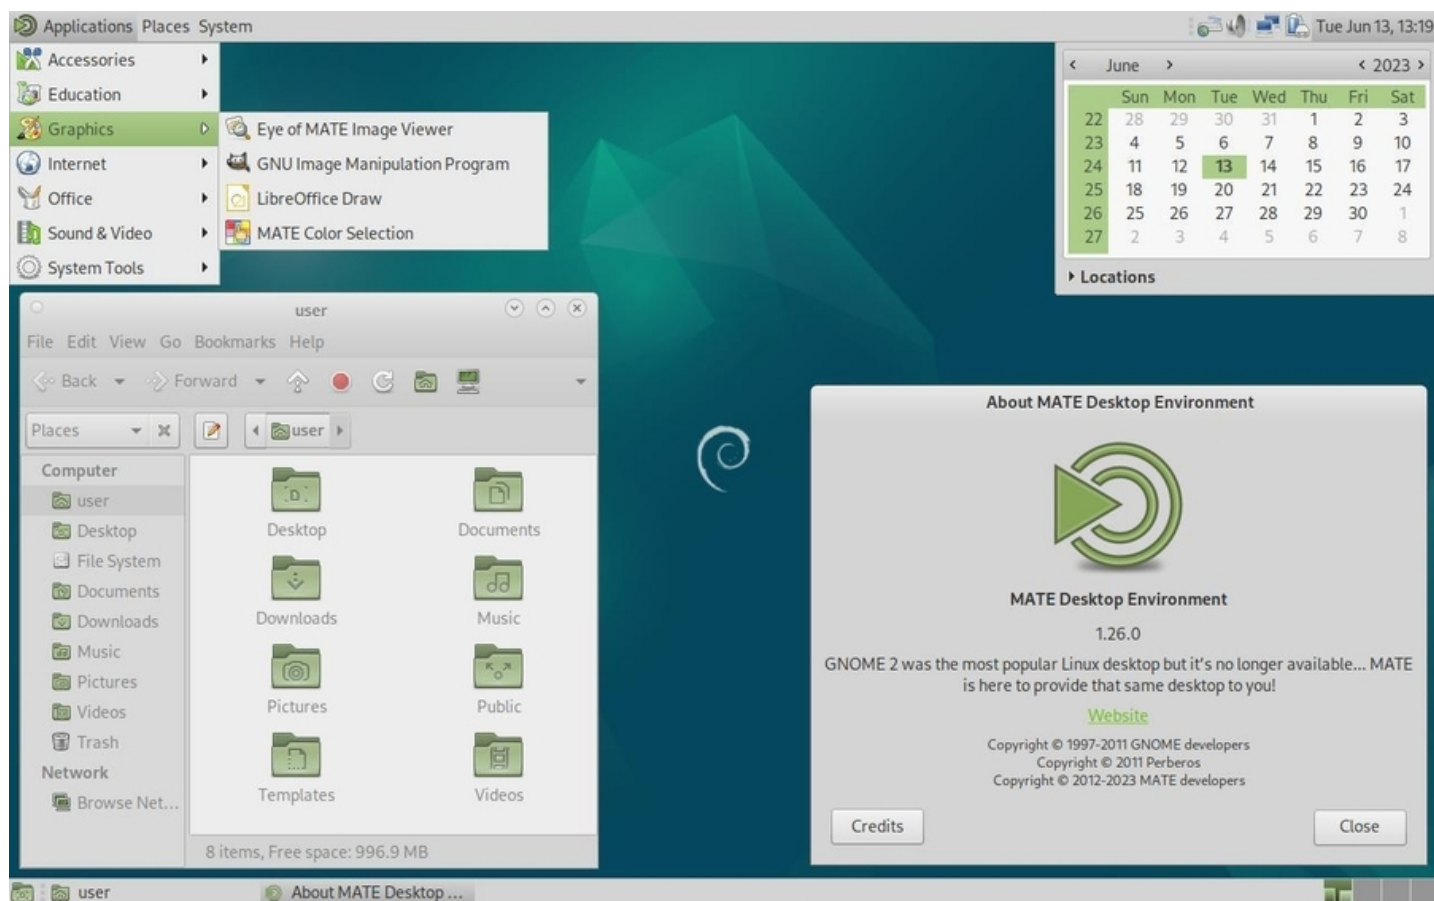 Applications Places System
Tue Jun 13, 13:19
Accessories
Education
Graphics
Internet
Office
Sound & Video
System Tools
Eye of MATE Image Viewer
GNU Image Manipulation Program
LibreOffice Draw
MATE Color Selection
June 2023
Sun Mon Tue Wed Thu Fri Sat
22 28 29 30 31 1 2 3
23 4 5 6 7 8 9 10
24 11 12 13 14 15 16 17
25 18 19 20 21 22 23 24
26 25 26 27 28 29 30 1
27 2 3 4 5 6 7 8
Locations
user
File Edit View Go Bookmarks Help
Back Forward
Places user
Computer
user
Desktop
File System
Documents
Downloads
Music
Pictures
Videos
Trash
Network
Browse Net...
Desktop Documents
Downloads Music
Pictures Public
Templates Videos
8 items, Free space: 996.9 MB
About MATE Desktop Environment
MATE Desktop Environment
1.26.0
GNOME 2 was the most popular Linux desktop but it's no longer available... MATE
is here to provide that same desktop to you!
Website
Copyright © 1997-2011 GNOME developers
Copyright © 2011 Perberos
Copyright © 2012-2023 MATE developers
Credits Close
user About MATE Desktop ...